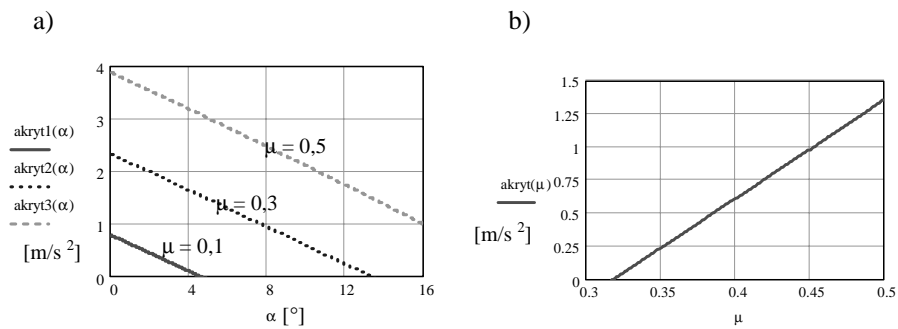 a)
4
3
2
1
0
akryt1(α)
akryt2(α)
akryt3(α)
[m/s 2]
μ = 0,5
μ = 0,3
μ = 0,1
0 4 8 12 16
α [°]
b)
1.5
1.25
1
0.75
0.5
0.25
0
akryt(μ)
[m/s 2]
0.3 0.35 0.4 0.45 0.5
μ